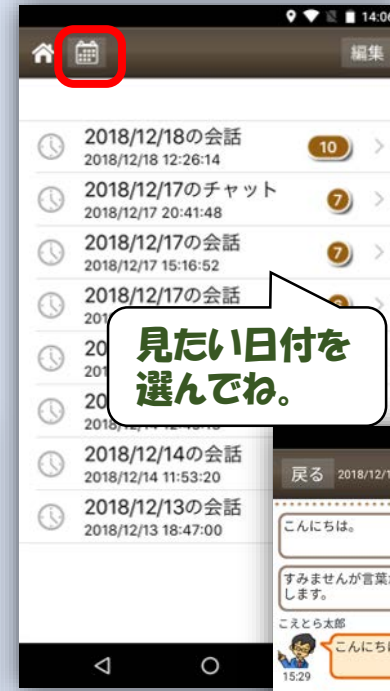 14:06
編集
2018/12/18の会話
10
2018/12/18 12:26:14
2018/12/17のチャット
7
2018/12/17 20:41:48
2018/12/17の会話
7
2018/12/17 15:16:52
2018/12/17の会話
見たい日付を
選んでね。
2018/12/14の会話
2018/12/14 11:53:20
2018/12/13の会話
2018/12/13 18:47:00
戻る 2018/12/1
こんにちは。
すみませんが言葉
します。
こえとら太郎
こんにち
15:29